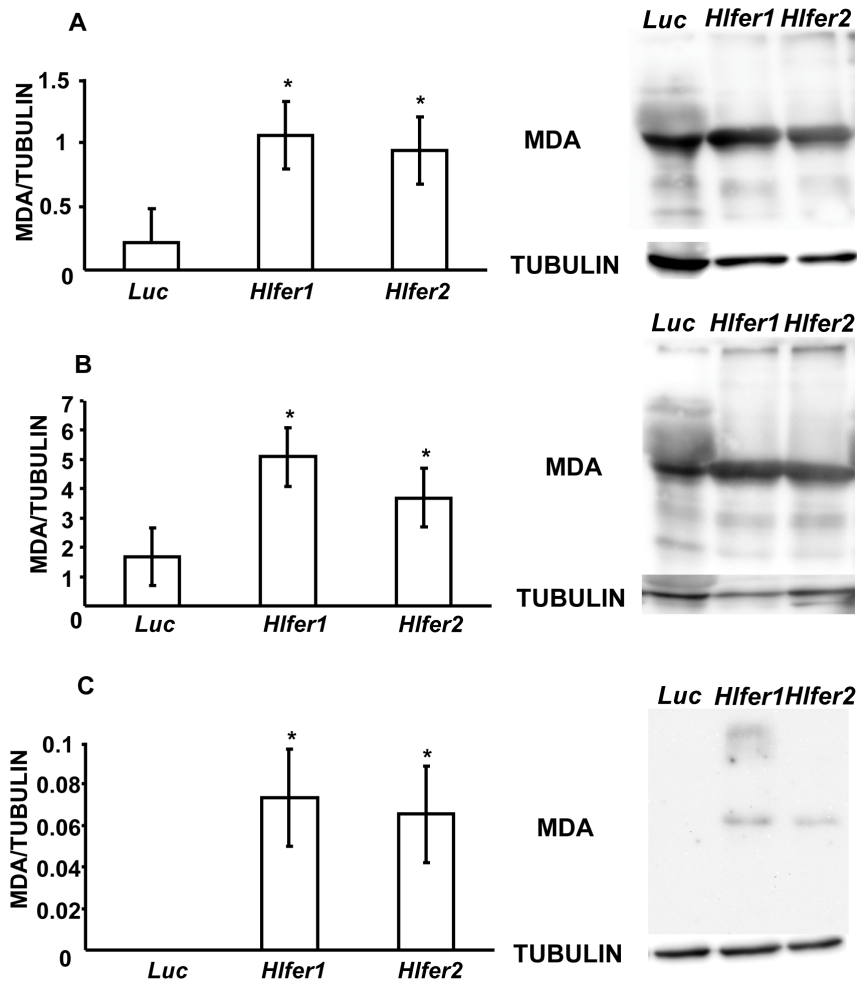 A
Luc Hlfer1 Hlfer2
MDA/TUBULIN
1.5
1
0.5
0
Luc Hlfer1 Hlfer2
MDA
TUBULIN
B
Luc Hlfer1 Hlfer2
MDA/TUBULIN
7
6
5
4
3
2
1
0
* *
Luc Hlfer1 Hlfer2
MDA
TUBULIN
C
Luc Hlfer1 Hlfer2
MDA/TUBULIN
0.1
0.08
0.06
0.04
0.02
0
* *
Luc Hlfer1 Hlfer2
MDA
TUBULIN